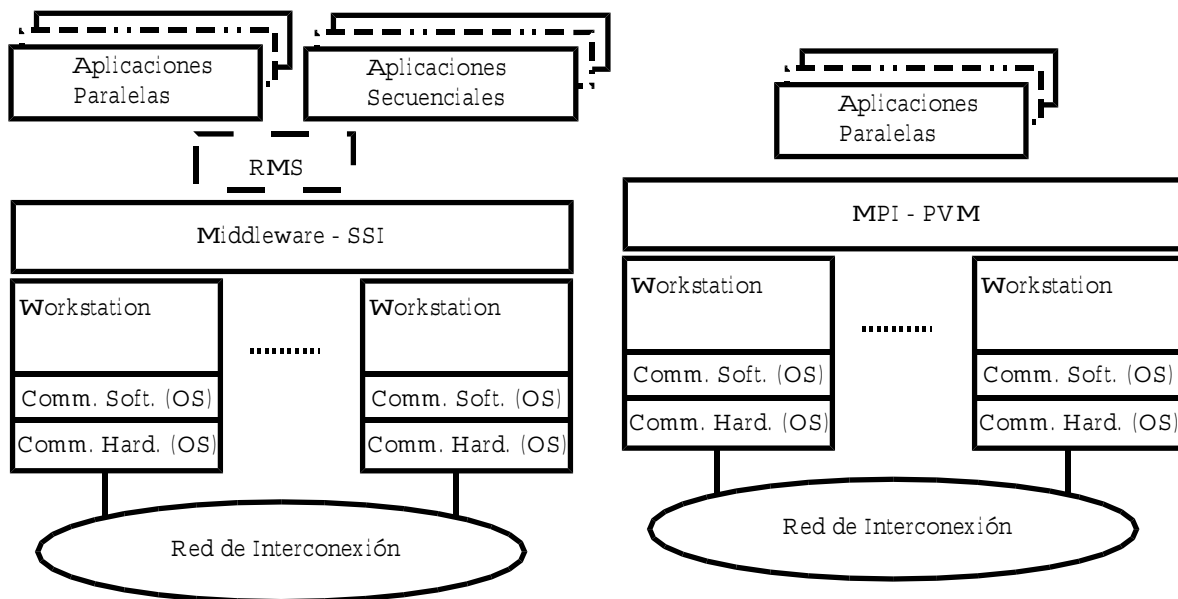 Aplicaciones
Paralelas
Aplicaciones
Secuenciales
RMS
Middleware - SSI
Workstation
Workstation
Comm. Soft. (OS)
Comm. Soft. (OS)
Comm. Hard. (OS)
Comm. Hard. (OS)
Red de Interconexión
Aplicaciones
Paralelas
MPI - PVM
Workstation
Workstation
Comm. Soft. (OS)
Comm. Soft. (OS)
Comm. Hard. (OS)
Comm. Hard. (OS)
Red de Interconexión